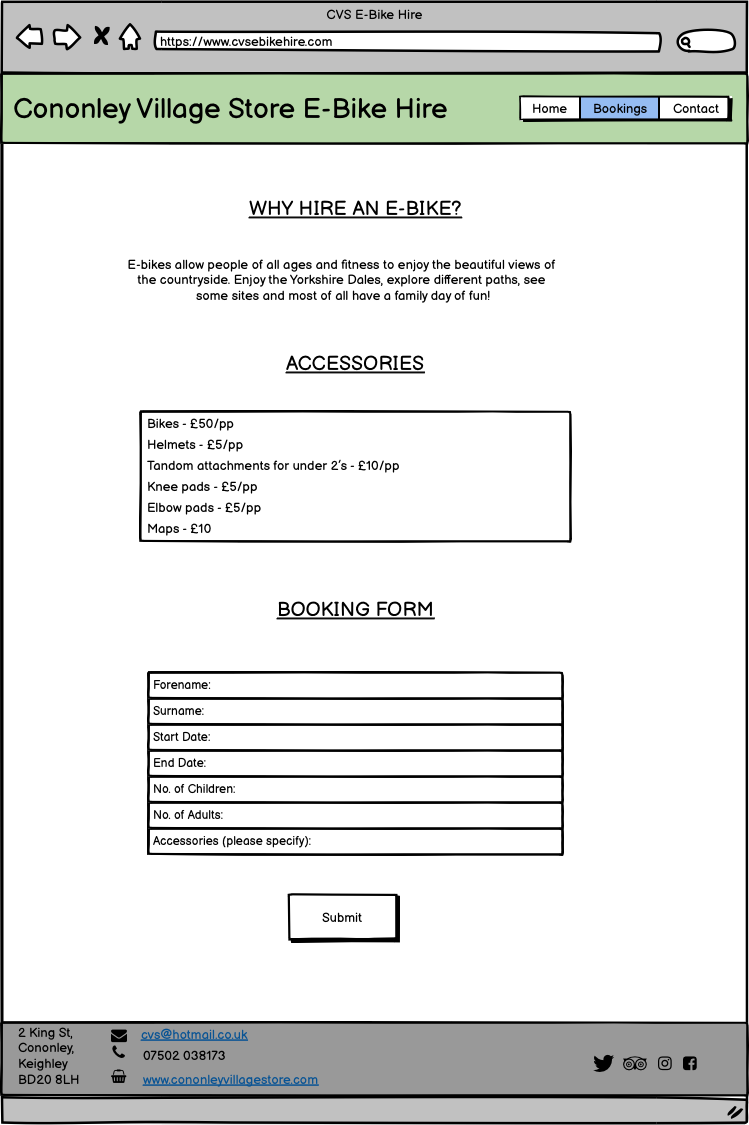 CVS E-Bike Hire
https://www.cvsebikehire.com
Cononley Village Store E-Bike Hire
Home
Bookings
Contact
WHY HIRE AN E-BIKE?
E-bikes allow people of all ages and fitness to enjoy the beautiful views of
the countryside. Enjoy the Yorkshire Dales, explore different paths, see
some sites and most of all have a family day of fun!
ACCESSORIES
Bikes - £50/pp
Helmets - £5/pp
Tandom attachments for under 2's - £10/pp
Knee pads - £5/pp
Elbow pads - £5/pp
Maps - £10
BOOKING FORM
Forename:
Surname:
Start Date:
End Date:
No. of Children:
No. of Adults:
Accessories (please specify):
Submit
2 King St,
Cononley,
Keighley
BD20 8LH
cvs@hotmail.co.uk
07502 038173
www.cononleyvillagestore.com